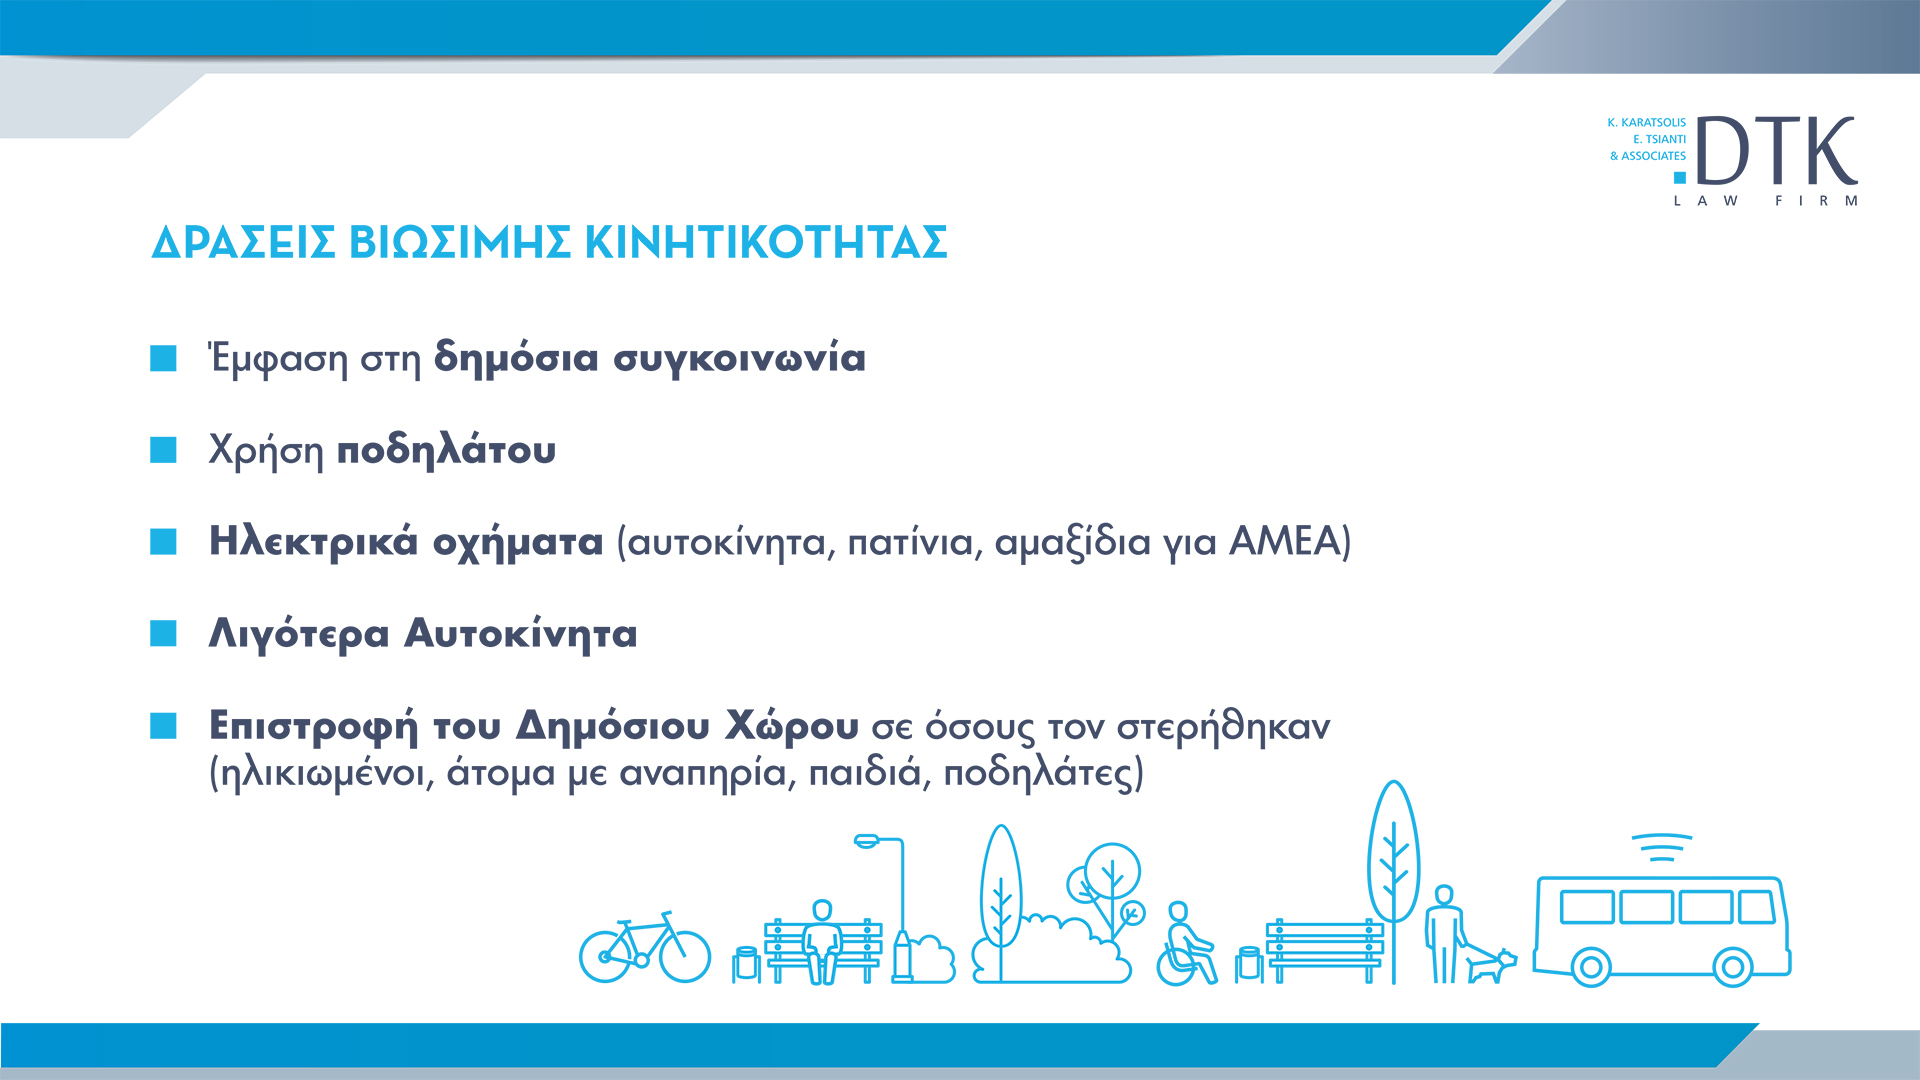 K. KARATSOLIS
E. TSIANTI
& ASSOCIATES
.DTK
LAW FIRM
ΔΡΑΣΕΙΣ ΒΙΩΣΙΜΗΣ ΚΙΝΗΤΙΚΟΤΗΤΑΣ
Έμφαση στη δημόσια συγκοινωνία
Χρήση ποδηλάτου
Ηλεκτρικά οχήματα (αυτοκίνητα, πατίνια, αμαξίδια για ΑΜΕΑ)
Λιγότερα Αυτοκίνητα
Επιστροφή του Δημόσιου Χώρου σε όσους τον στερήθηκαν
(ηλικιωμένοι, άτομα με αναπηρία, παιδιά, ποδηλάτες)